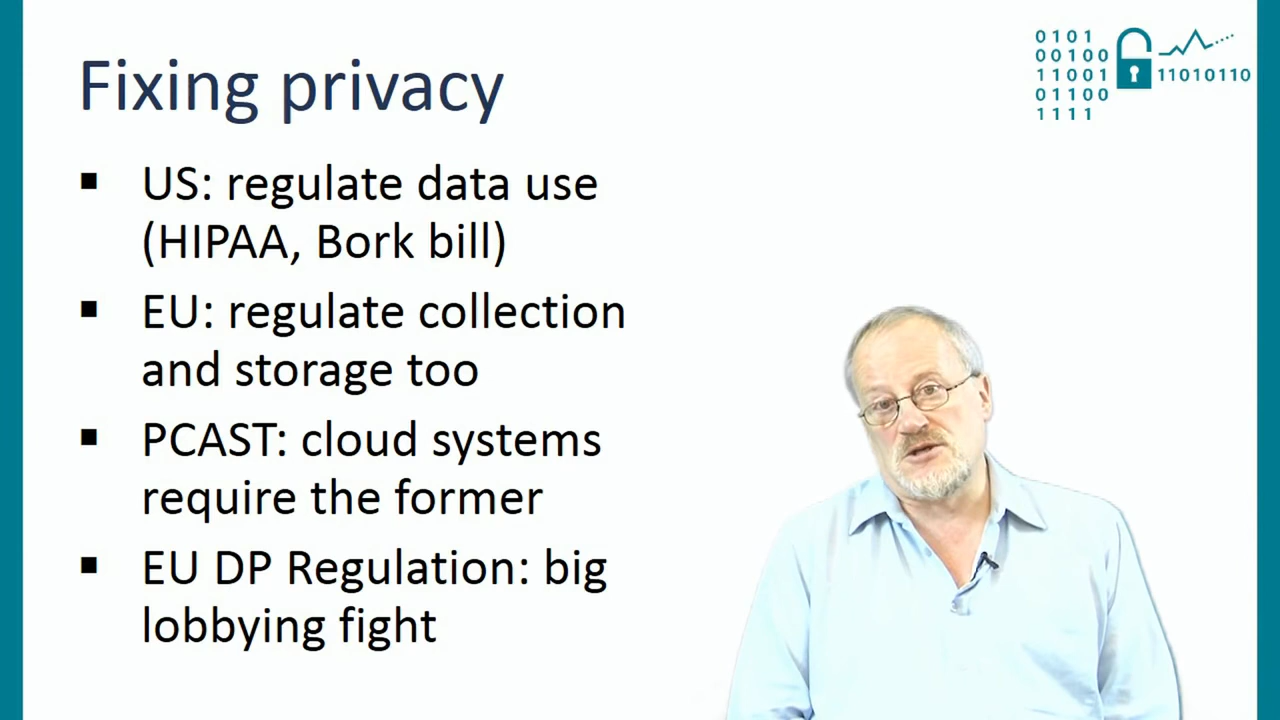 Fixing privacy
▪ US: regulate data use
(HIPAA, Bork bill)
▪ EU: regulate collection
and storage too
▪ PCAST: cloud systems
require the former
▪ EU DP Regulation: big
lobbying fight
0101
00100
11001
01100
1111
11010110